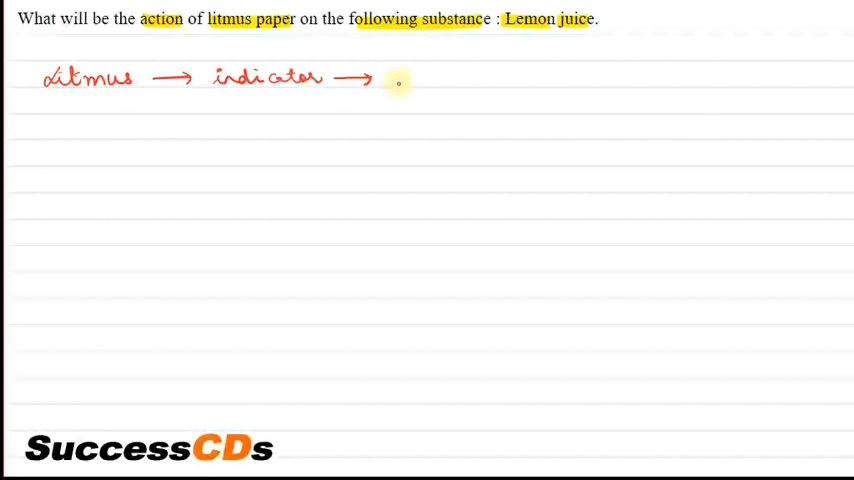 What will be the action of litmus paper on the following substance : Lemon juice.
Litmus → indicator →
SuccessCDs